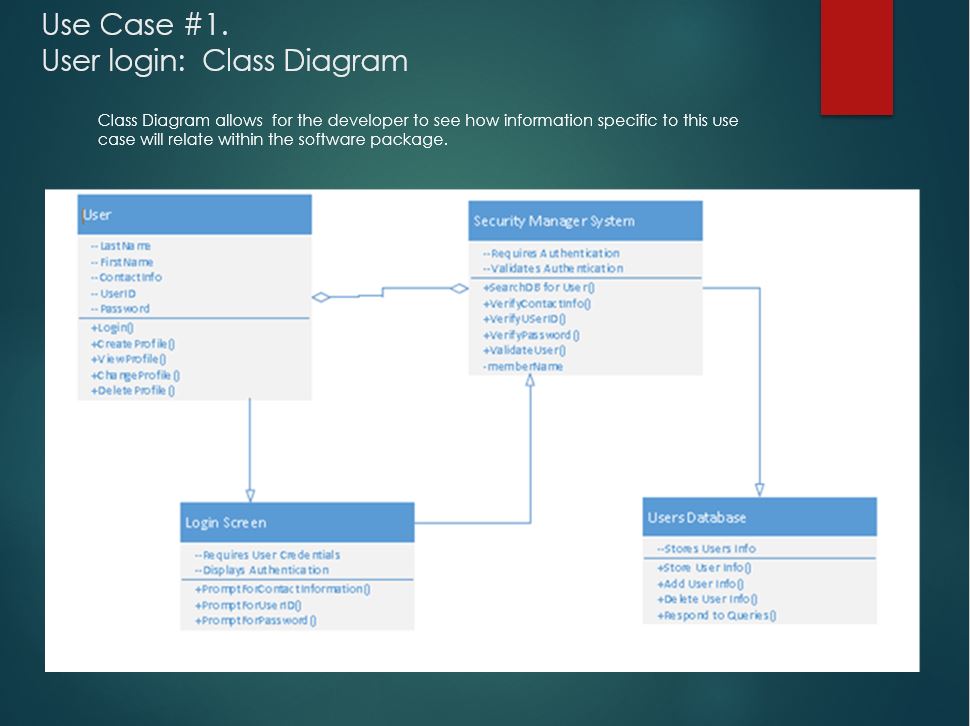 Use Case #1.
User login:  Class Diagram
Class Diagram allows  for the developer to see how information specific to this use
case will relate within the software package.
User
--LastName
--FirstName
--ContactInfo
--UserID
--Password
+Login()
+CreateProfile()
+ViewProfile()
+ChangeProfile()
+DeleteProfile()
Security Manager System
--Requires Authentication
--Validates Authentication
+SearchDB for User()
+VerifyContactInfo()
+VerifyUSerID()
+VerifyPassword()
+ValidateUser()
-memberName
Login Screen
--Requires User Credentials
--Displays Authentication
+PromptForContactInformation()
+PromptForUserID()
+PromptForPassword()
Users Database
--Stores Users Info
+Store User Info()
+Add User Info()
+Delete User Info()
+Respond to Queries()